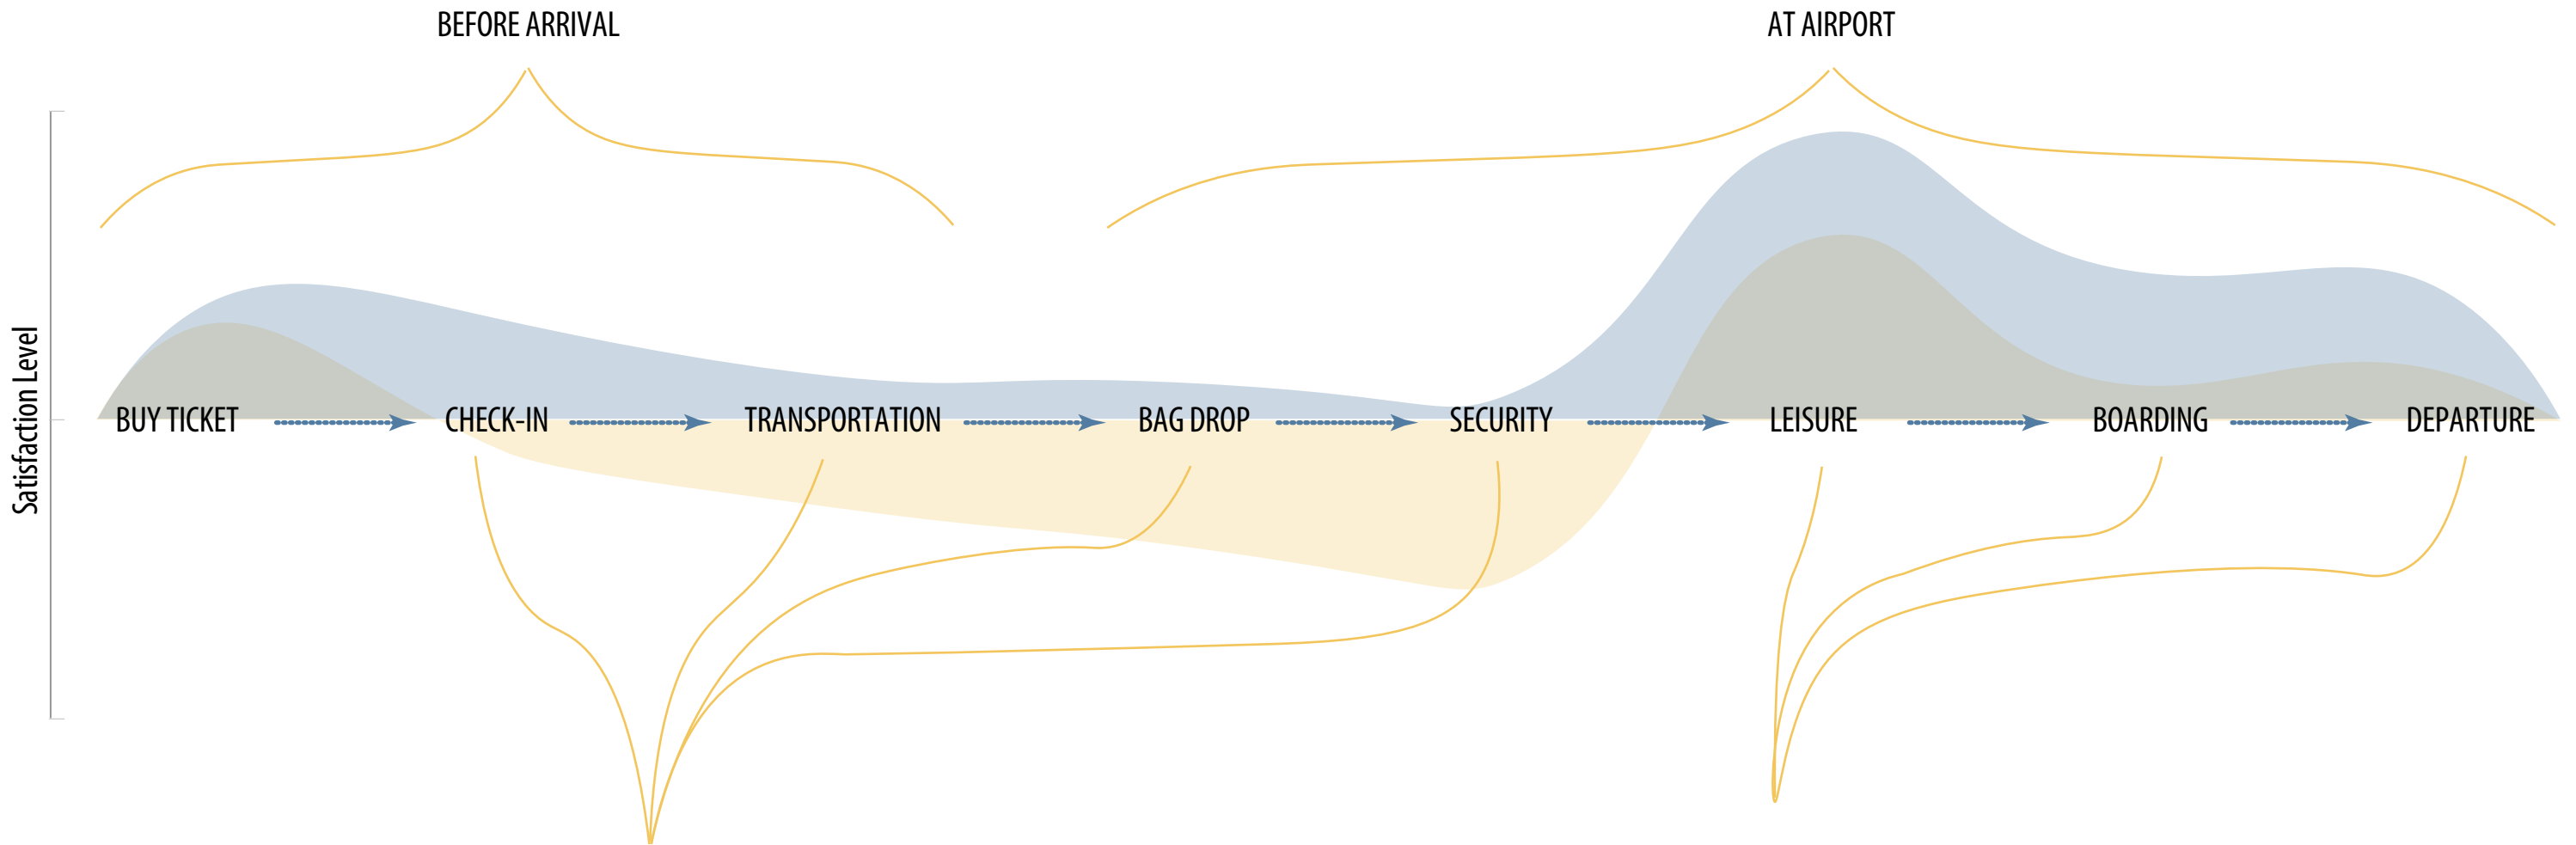 BEFORE ARRIVAL
AT AIRPORT
Satisfaction Level
BUY TICKET
CHECK-IN
TRANSPORTATION
BAG DROP
SECURITY
LEISURE
BOARDING
DEPARTURE